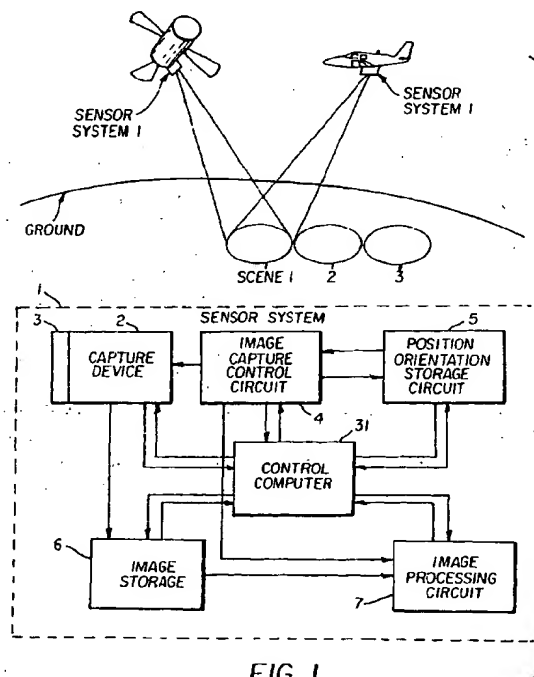 SENSOR
SYSTEM 1
SENSOR
SYSTEM 1
GROUND
SCENE 1
2
3
1
SENSOR SYSTEM
3
2
CAPTURE
DEVICE
IMAGE
CAPTURE
CONTROL
CIRCUIT
4
5
POSITION
ORIENTATION
STORAGE
CIRCUIT
31
CONTROL
COMPUTER
6
IMAGE
STORAGE
IMAGE
PROCESSING
CIRCUIT
7
FIG. 1